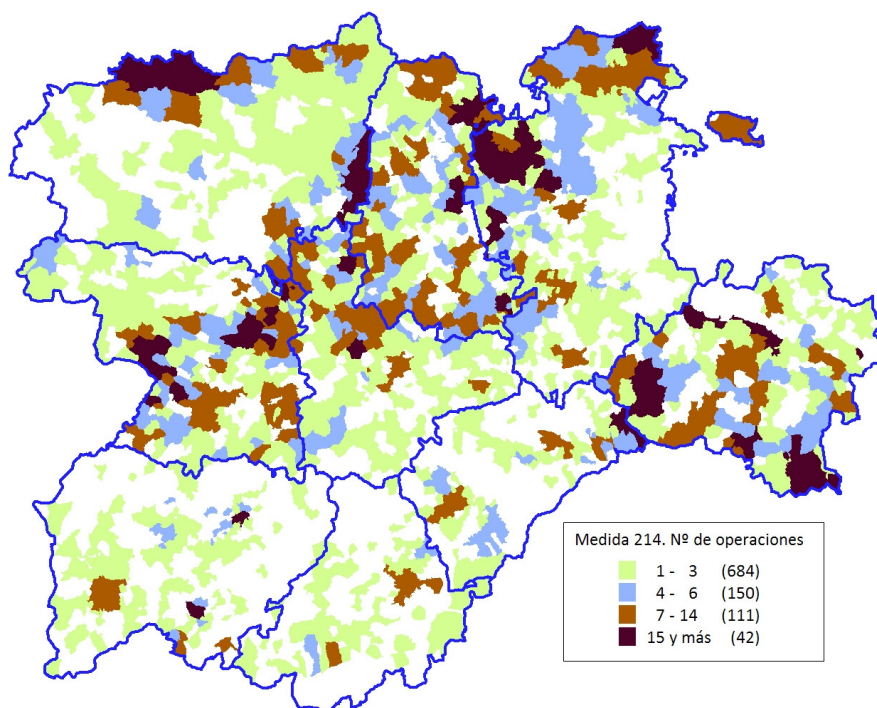 Medida 214. Nº de operaciones
1 - 3 (684)
4 - 6 (150)
7 - 14 (111)
15 y más (42)